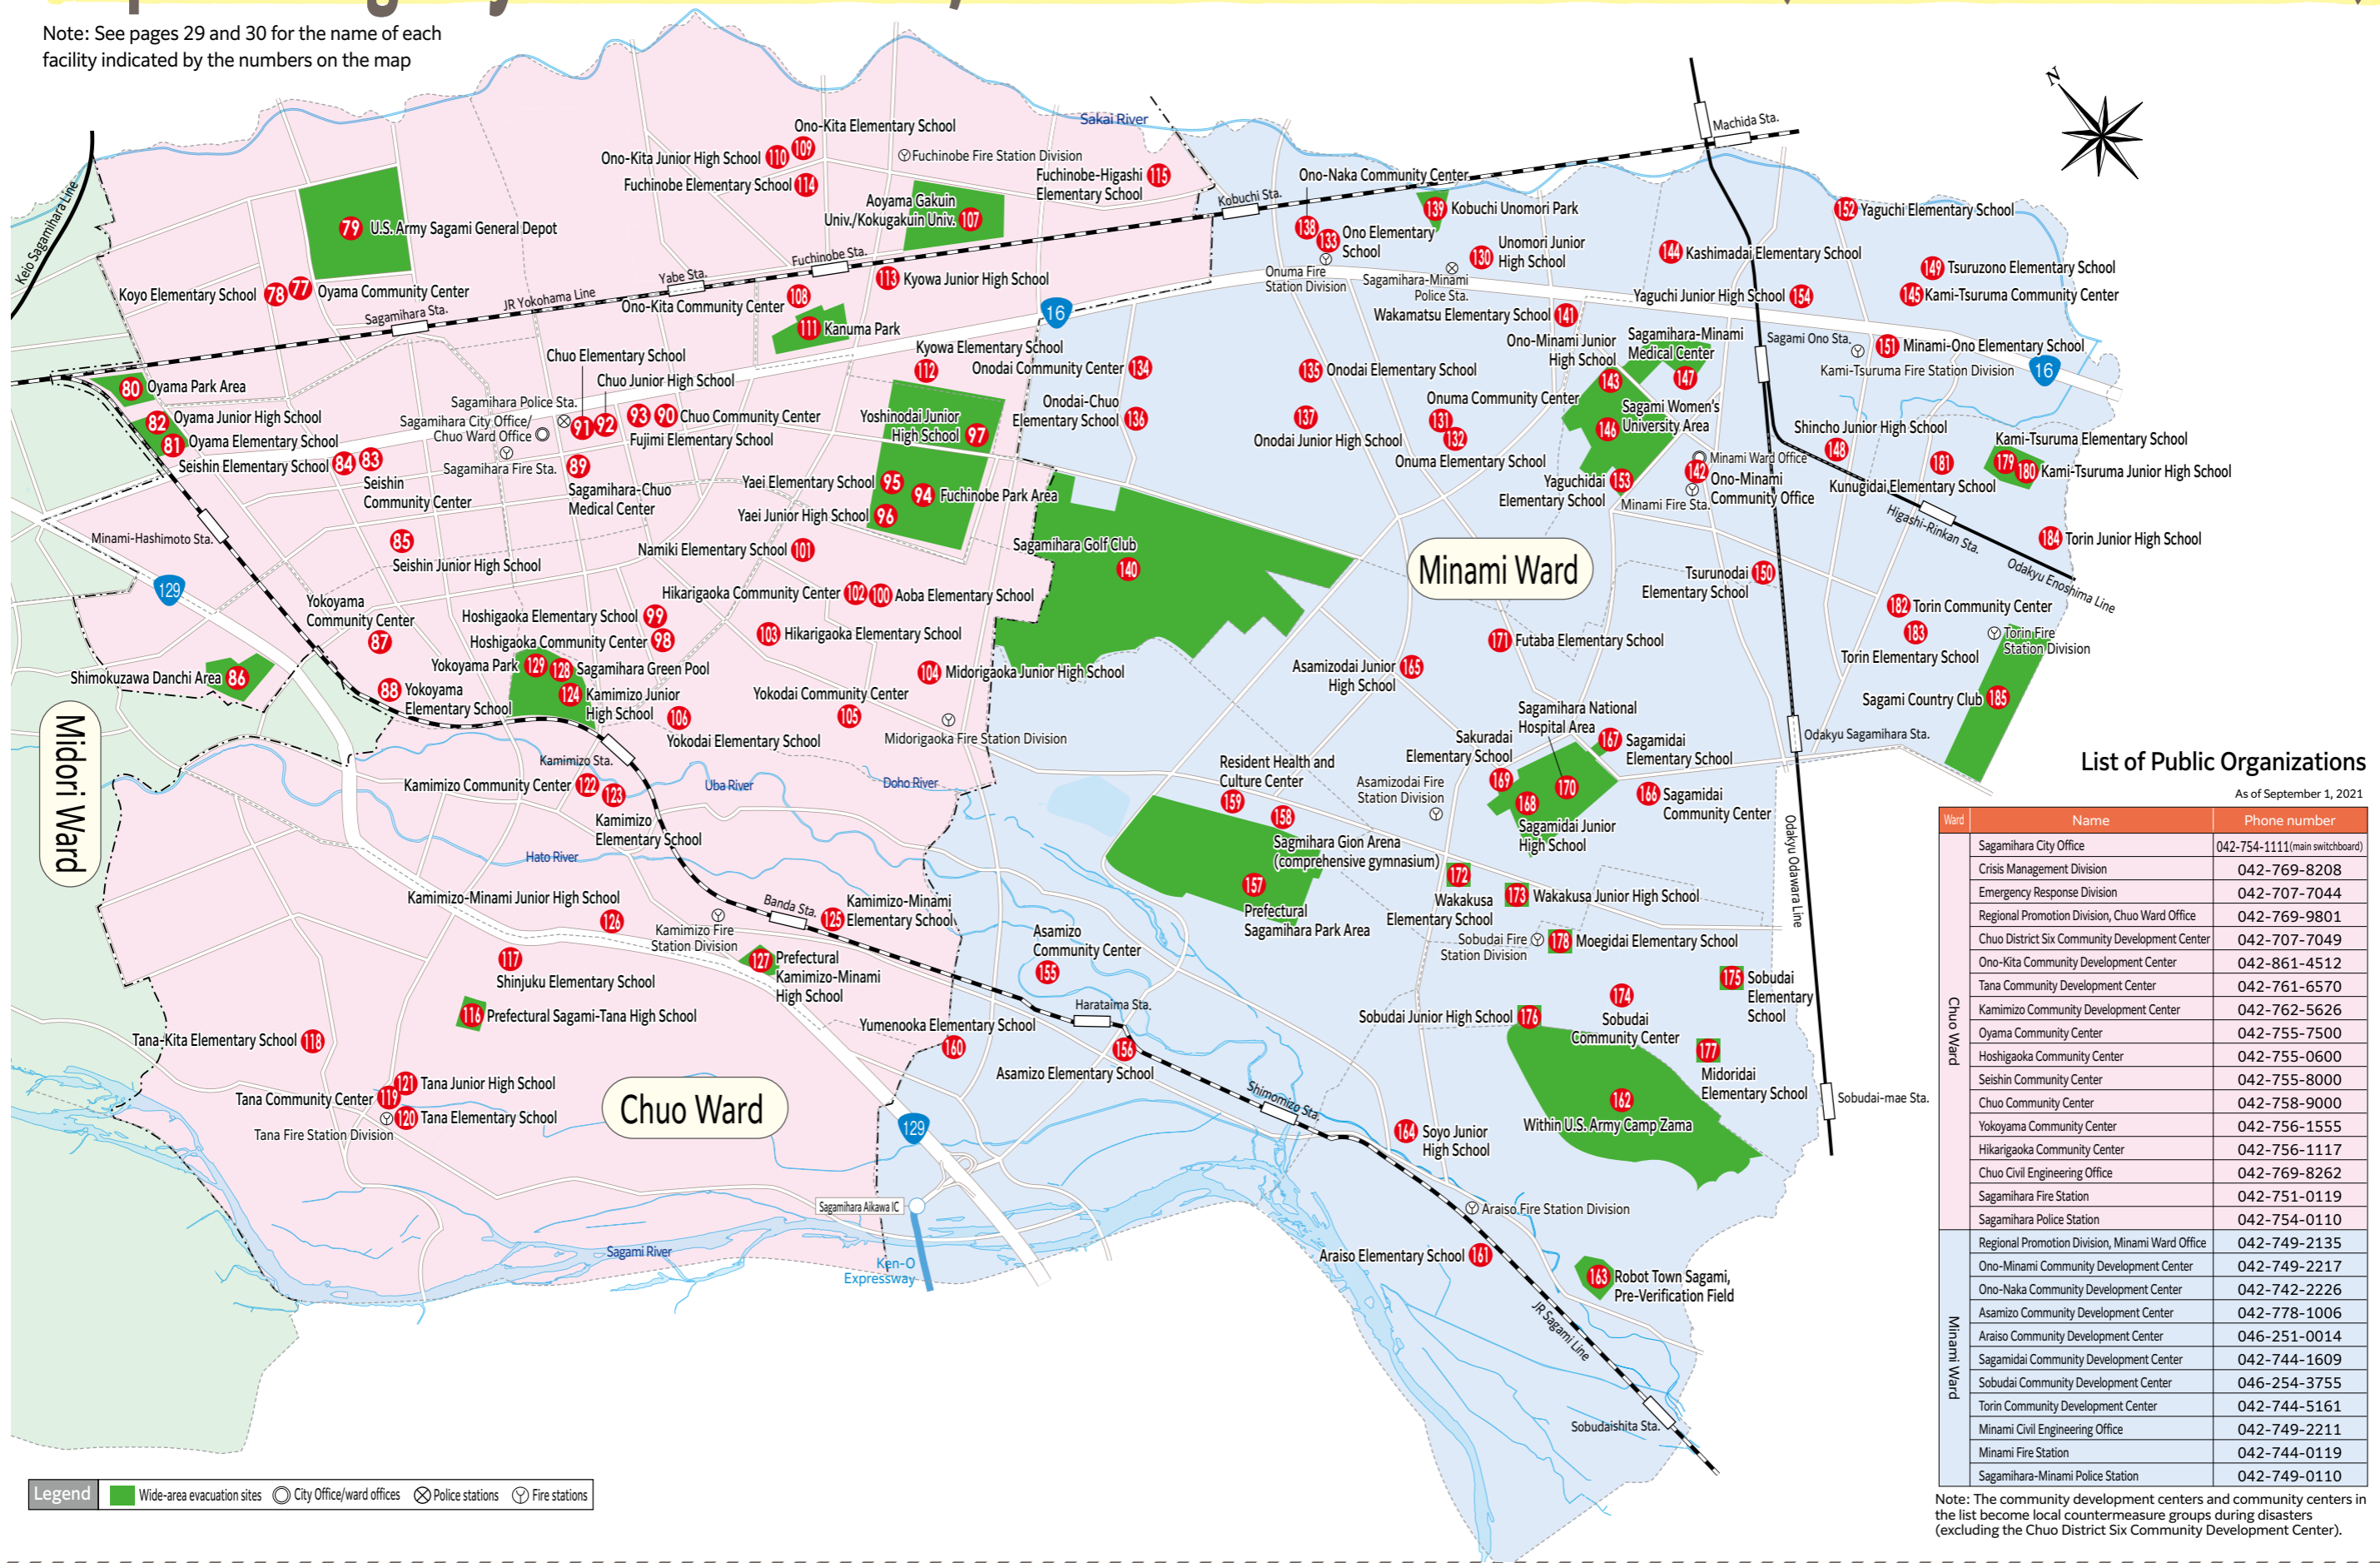 Note: See pages 29 and 30 for the name of each
facility indicated by the numbers on the map
N
Keio Sagamihara Line
Sakai River
Machida Sta.
Ono-Kita Elementary School
109
Ono-Kita Junior High School 110
Fuchinobe Fire Station Division
Fuchinobe Elementary School 114
Fuchinobe-Higashi
Elementary School
115
Aoyama Gakuin
Univ./Kokugakuin Univ. 107
79 U.S. Army Sagami General Depot
Koyo Elementary School 78 77 Oyama Community Center
Sagamihara Sta.
JR Yokohama Line
Yabe Sta.
Fuchinobe Sta.
Kobuchi Sta.
113 Kyowa Junior High School
Ono-Kita Community Center 108
111 Kanuma Park
16
Kyowa Elementary School
112
Chuo Elementary School
Chuo Junior High School
80 Oyama Park Area
82 Oyama Junior High School
81 Oyama Elementary School
Sagamihara Police Sta.
Sagamihara City Office/
Chuo Ward Office
91 92
93 90 Chuo Community Center
Fujimi Elementary School
Seishin Elementary School 84 83
Seishin
Community Center
Sagamihara Fire Sta.
89
Sagamihara-Chuo
Medical Center
Yoshinodai Junior
High School 97
Yaei Elementary School 95
94 Fuchinobe Park Area
Yaei Junior High School 96
Minami-Hashimoto Sta.
129
85
Seishin Junior High School
Namiki Elementary School 101
Hikarigaoka Community Center 102 100 Aoba Elementary School
Yokoyama
Community Center
87
Hoshigaoka Elementary School 99
Hoshigaoka Community Center 98
103 Hikarigaoka Elementary School
Shimokuzawa Danchi Area 86
Yokoyama Park 129 128 Sagamihara Green Pool
124 Kamimizo Junior
High School
88 Yokoyama
Elementary School
104 Midorigaoka Junior High School
Yokodai Community Center
105
106
Yokodai Elementary School
Midorigaoka Fire Station Division
Midori Ward
Kamimizo Sta.
Kamimizo Community Center 122
123
Kamimizo
Elementary School
Uba River
Doho River
Hato River
Kamimizo-Minami Junior High School
126
Banda Sta.
125 Kamimizo-Minami
Elementary School
Kamimizo Fire
Station Division
127 Prefectural
Kamimizo-Minami
High School
117
Shinjuku Elementary School
116 Prefectural Sagami-Tana High School
Tana-Kita Elementary School 118
121 Tana Junior High School
Tana Community Center 119
120 Tana Elementary School
Tana Fire Station Division
Chuo Ward
129
Sagamihara Aikawa IC
Sagami River
Ken-O
Expressway
Ono-Naka Community Center
138
133 Ono Elementary
School
139 Kobuchi Unomori Park
Onuma Fire
Station Division
130 Unomori Junior
High School
Sagamihara-Minami
Police Sta.
144 Kashimadai Elementary School
152 Yaguchi Elementary School
149 Tsuruzono Elementary School
145 Kami-Tsuruma Community Center
Yaguchi Junior High School 154
Wakamatsu Elementary School 141
Sagami Ono Sta.
151 Minami-Ono Elementary School
Kami-Tsuruma Fire Station Division
16
Ono-Minami Junior
High School
143
Sagamihara-Minami
Medical Center
147
Onodai Community Center 134
135 Onodai Elementary School
Onodai-Chuo
Elementary School 136
137
Onodai Junior High School
Onuma Community Center
131
132
Onuma Elementary School
146 Sagami Women's
University Area
Yaguchidai
Elementary School 153
Minami Ward Office
142 Ono-Minami
Community Office
Minami Fire Sta.
Shincho Junior High School
148
181
Kunugidai Elementary School
Kami-Tsuruma Elementary School
179
180 Kami-Tsuruma Junior High School
Higashi-Rinkan Sta.
184 Torin Junior High School
Odakyu Enoshima Line
Sagamihara Golf Club
140
Minami Ward
Tsurunodai
Elementary School 150
182 Torin Community Center
183
Torin Elementary School
Torin Fire
Station Division
Sagami Country Club 185
171 Futaba Elementary School
Asamizodai Junior
High School 165
Sagamihara National
Hospital Area
170
Sakuradai
Elementary School
169
167 Sagamidai
Elementary School
168
Sagamidai Junior
High School
166 Sagamidai
Community Center
Odakyu Sagamihara Sta.
Odakyu Odawara Line
Resident Health and
Culture Center
159
158
Sagmihara Gion Arena
(comprehensive gymnasium)
Asamizodai Fire
Station Division
157
Prefectural
Sagamihara Park Area
172
Wakakusa
Elementary School
173 Wakakusa Junior High School
Sobudai Fire
Station Division
178 Moegidai Elementary School
175 Sobudai
Elementary
School
174
Sobudai
Community Center
Sobudai Junior High School 176
177
Midoridai
Elementary School
162
Within U.S. Army Camp Zama
Sobudai-mae Sta.
Asamizo
Community Center
155
Harataima Sta.
Yumenooka Elementary School
160
156
Asamizo Elementary School
Shimomizo Sta.
164 Soyo Junior
High School
Araiso Fire Station Division
Araiso Elementary School 161
163 Robot Town Sagami,
Pre-Verification Field
JR Sagami Line
Sobudaishita Sta.
List of Public Organizations
As of September 1, 2021
Ward Name Phone number
Chuo Ward
Sagamihara City Office 042-754-1111(main switchboard)
Crisis Management Division 042-769-8208
Emergency Response Division 042-707-7044
Regional Promotion Division, Chuo Ward Office 042-769-9801
Chuo District Six Community Development Center 042-707-7049
Ono-Kita Community Development Center 042-861-4512
Tana Community Development Center 042-761-6570
Kamimizo Community Development Center 042-762-5626
Oyama Community Center 042-755-7500
Hoshigaoka Community Center 042-755-0600
Seishin Community Center 042-755-8000
Chuo Community Center 042-758-9000
Yokoyama Community Center 042-756-1555
Hikarigaoka Community Center 042-756-1117
Chuo Civil Engineering Office 042-769-8262
Sagamihara Fire Station 042-751-0119
Sagamihara Police Station 042-754-0110
Minami Ward
Regional Promotion Division, Minami Ward Office 042-749-2135
Ono-Minami Community Development Center 042-749-2217
Ono-Naka Community Development Center 042-742-2226
Asamizo Community Development Center 042-778-1006
Araiso Community Development Center 046-251-0014
Sagamidai Community Development Center 042-744-1609
Sobudai Community Development Center 046-254-3755
Torin Community Development Center 042-744-5161
Minami Civil Engineering Office 042-749-2211
Minami Fire Station 042-744-0119
Sagamihara-Minami Police Station 042-749-0110
Note: The community development centers and community centers in
the list become local countermeasure groups during disasters
(excluding the Chuo District Six Community Development Center).
Legend Wide-area evacuation sites City Office/ward offices Police stations Fire stations